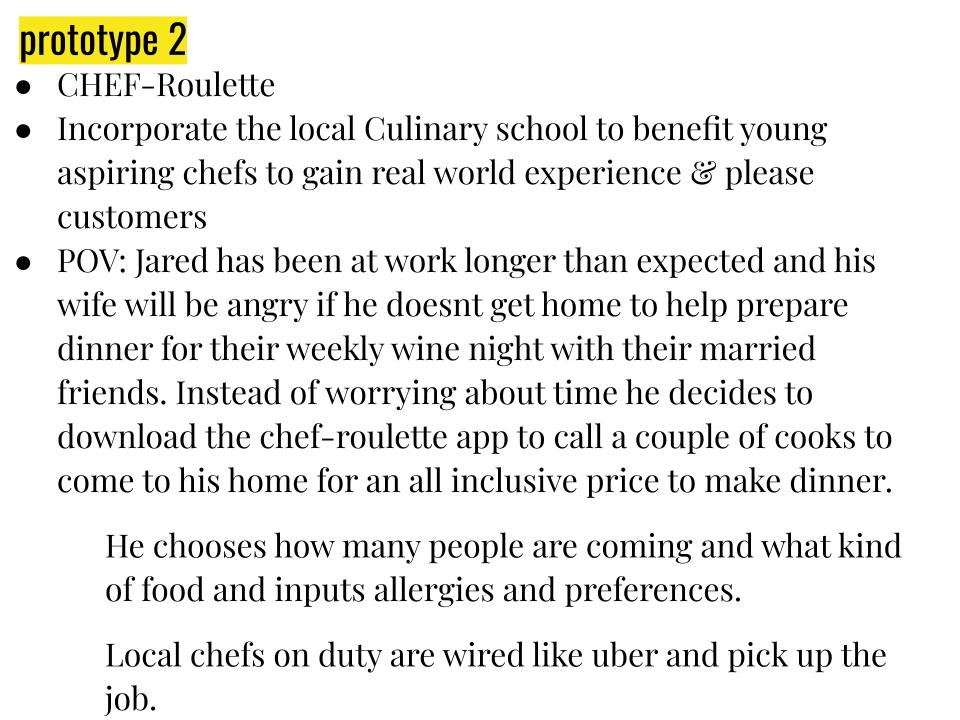 prototype 2
● CHEF-Roulette
● Incorporate the local Culinary school to benefit young
aspiring chefs to gain real world experience & please
customers
● POV: Jared has been at work longer than expected and his
wife will be angry if he doesnt get home to help prepare
dinner for their weekly wine night with their married
friends. Instead of worrying about time he decides to
download the chef-roulette app to call a couple of cooks to
come to his home for an all inclusive price to make dinner.
He chooses how many people are coming and what kind
of food and inputs allergies and preferences.
Local chefs on duty are wired like uber and pick up the
job.